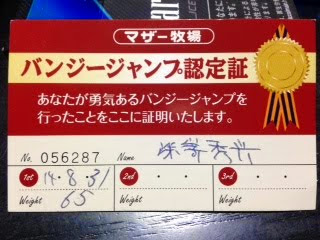 マザー牧場
バンジージャンプ認定証
あなたが勇気あるバンジージャンプを
行ったことをここに証明いたします。
No. 056287 Name
1st 14・8・31 2nd ・ ・ 3rd ・ ・
Weight 65 Weight Weight